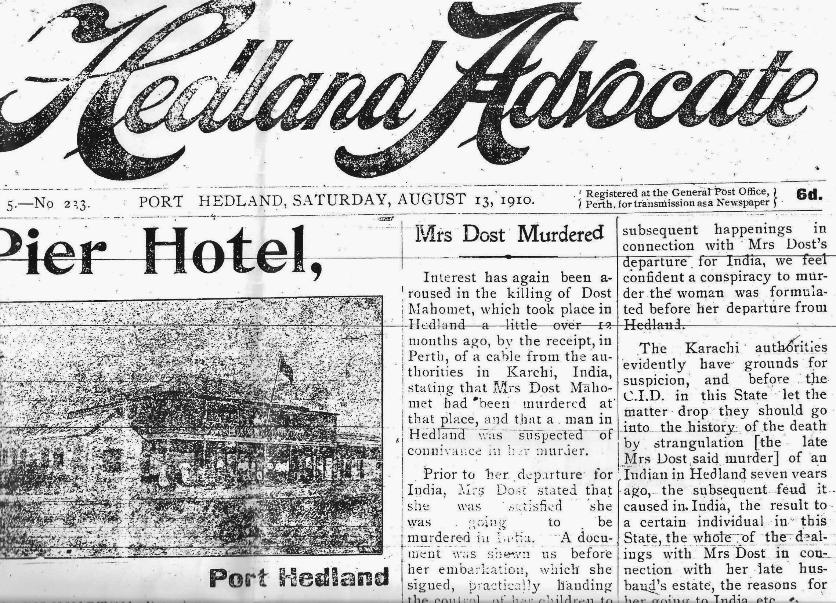 Hedland Advocate
5.—No 233.
PORT HEDLAND, SATURDAY, AUGUST 13, 1910.
Registered at the General Post Office,
Perth, for transmission as a Newspaper
6d.
Pier Hotel,
Port Hedland
Mrs Dost Murdered
Interest has again been a-
roused in the killing of Dost
Mahomet, which took place in
Hedland a little over 12
months ago, by the receipt, in
Perth, of a cable from the au-
thorities in Karchi, India,
stating that Mrs Dost Maho-
met had been murdered at
that place, and that a man in
Hedland was suspected of
connivance in her murder.
Prior to her departure for
India, Mrs Dost stated that
she was satisfied she
was going to be
murdered in India. A docu-
ment was shewn us before
her embarkation, which she
signed, practically handing
the control of her children to
subsequent happenings in
connection with Mrs Dost's
departure for India, we feel
confident a conspiracy to mur-
der the woman was formula-
ted before her departure from
Hedland.
The Karachi authorities
evidently have grounds for
suspicion, and before the
C.I.D. in this State let the
matter drop they should go
into the history of the death
by strangulation [the late
Mrs Dost said murder] of an
Indian in Hedland seven years
ago, the subsequent feud it
caused in India, the result to
a certain individual in this
State, the whole of the deal-
ings with Mrs Dost in con-
nection with her late hus-
band's estate, the reasons for
her going to India etc.